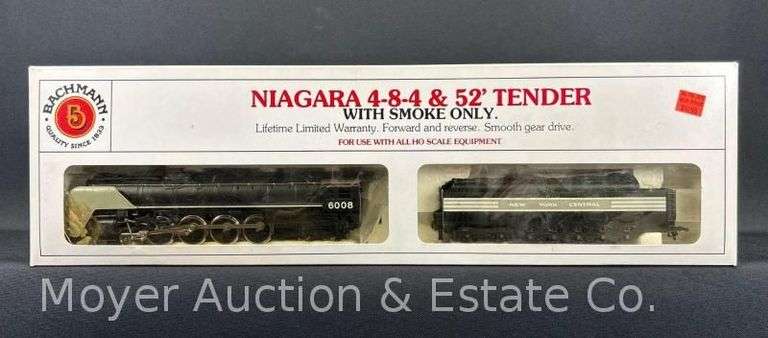 BACHMANN
B
QUALITY SINCE 1833
NIAGARA 4-8-4 & 52' TENDER
WITH SMOKE ONLY.
Lifetime Limited Warranty. Forward and reverse. Smooth gear drive.
FOR USE WITH ALL HO SCALE EQUIPMENT
6008
NEW YORK CENTRAL
Moyer Auction & Estate Co.